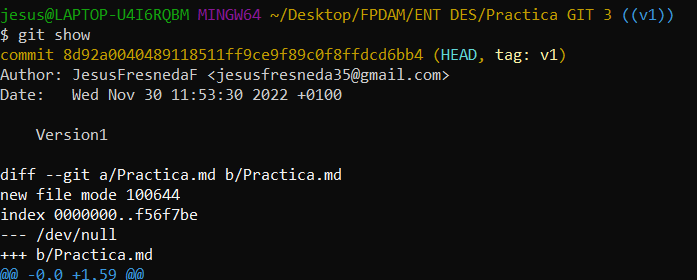 jesus@LAPTOP-U4I6RQBM MINGW64 ~/Desktop/FPDAM/ENT DES/Practica GIT 3 ((v1))
$ git show
commit 8d92a0040489118511ff9ce9f89c0f8ffdcd6bb4 (HEAD, tag: v1)
Author: JesusFresnedaF <jesusfresneda35@gmail.com>
Date:   Wed Nov 30 11:53:30 2022 +0100

    Version1

diff --git a/Practica.md b/Practica.md
new file mode 100644
index 0000000..f56f7be
--- /dev/null
+++ b/Practica.md
@@ -0,0 +1,59 @@